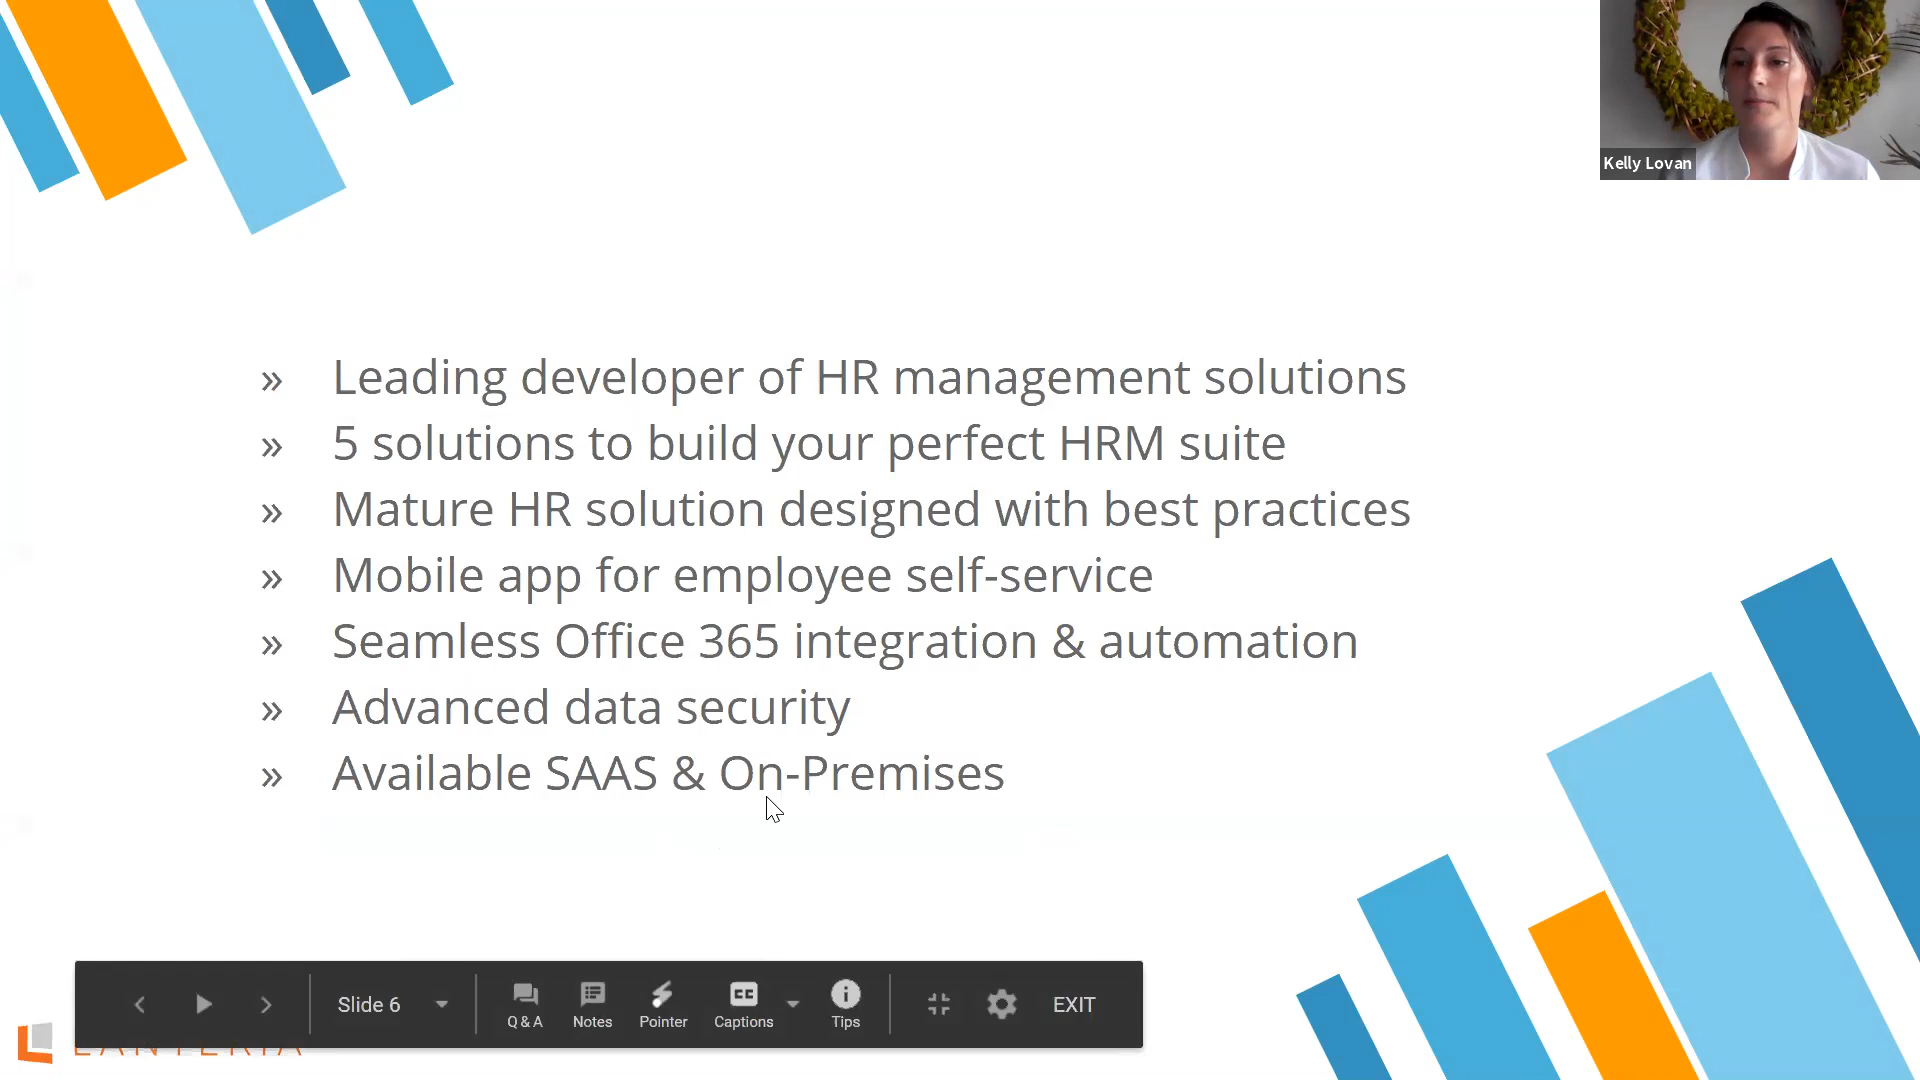 Kelly Lovan
» Leading developer of HR management solutions
» 5 solutions to build your perfect HRM suite
» Mature HR solution designed with best practices
» Mobile app for employee self-service
» Seamless Office 365 integration & automation
» Advanced data security
» Available SAAS & On-Premises
Slide 6 Q & A Notes Pointer Captions Tips EXIT
LANTERIA